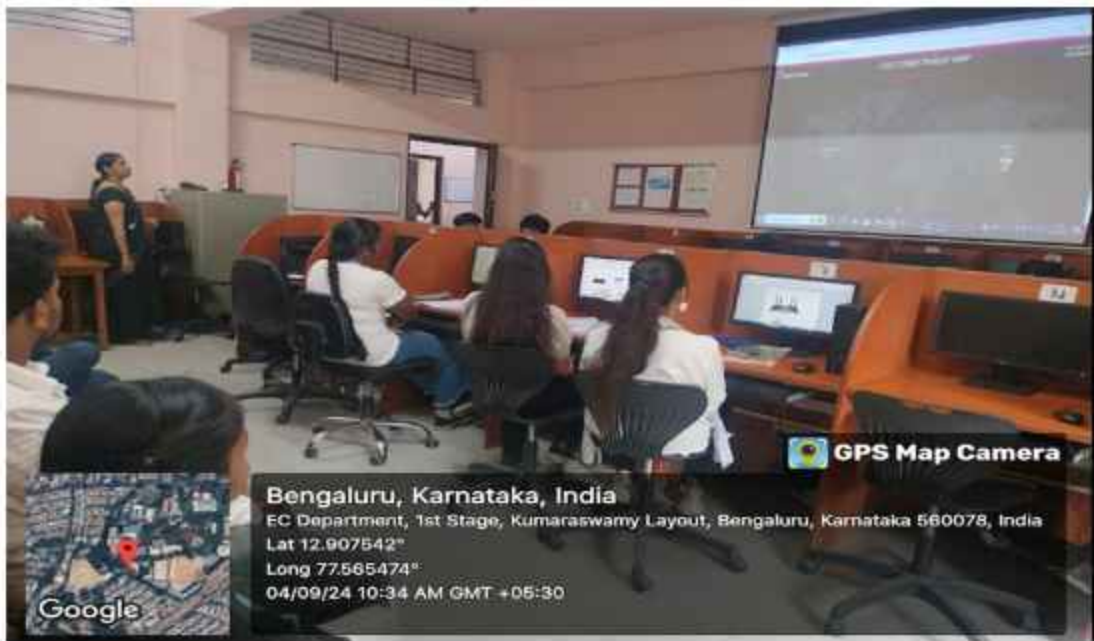 GPS Map Camera
Bengaluru, Karnataka, India
EC Department, 1st Stage, Kumaraswamy Layout, Bengaluru, Karnataka 560078, India
Lat 12.907542°
Long 77.565474°
04/09/24 10:34 AM GMT +05:30
Google